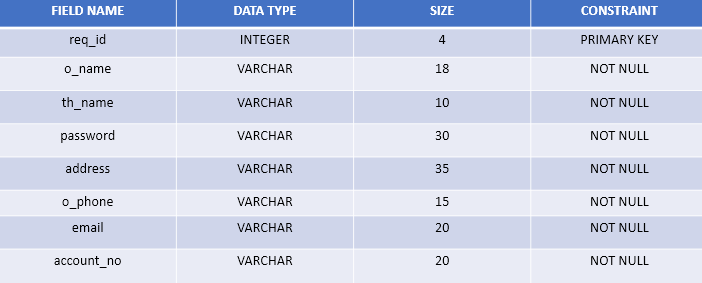 FIELD NAME DATA TYPE SIZE CONSTRAINT
req_id INTEGER 4 PRIMARY KEY
o_name VARCHAR 18 NOT NULL
th_name VARCHAR 10 NOT NULL
password VARCHAR 30 NOT NULL
address VARCHAR 35 NOT NULL
o_phone VARCHAR 15 NOT NULL
email VARCHAR 20 NOT NULL
account_no VARCHAR 20 NOT NULL